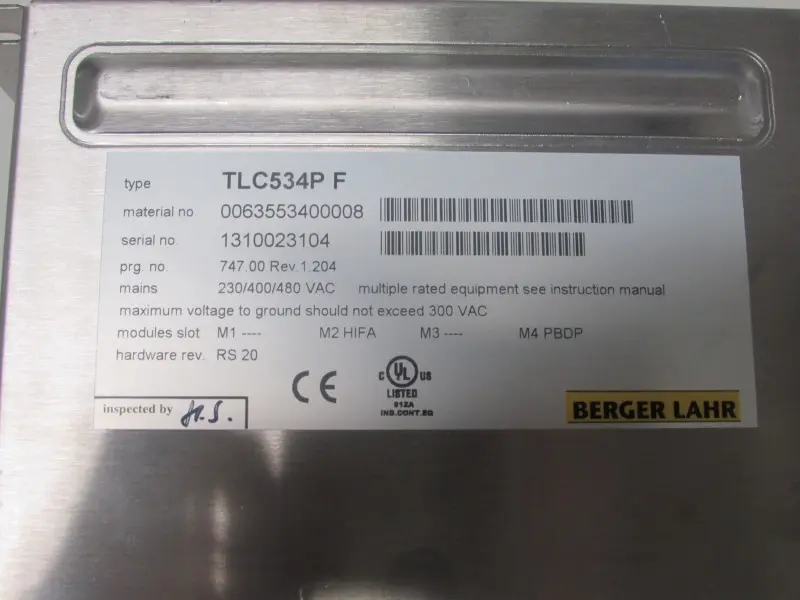 type TLC534P F
material no. 0063553400008
serial no. 1310023104
prg. no. 747.00 Rev.1.204
mains 230/400/480 VAC multiple rated equipment see instruction manual
maximum voltage to ground should not exceed 300 VAC
modules slot M1 ---- M2 HIFA M3 ---- M4 PBDP
hardware rev. RS 20
CE
C UL US
LISTED
91ZA
IND.CONT.EQ
inspected by H.S.
BERGER LAHR